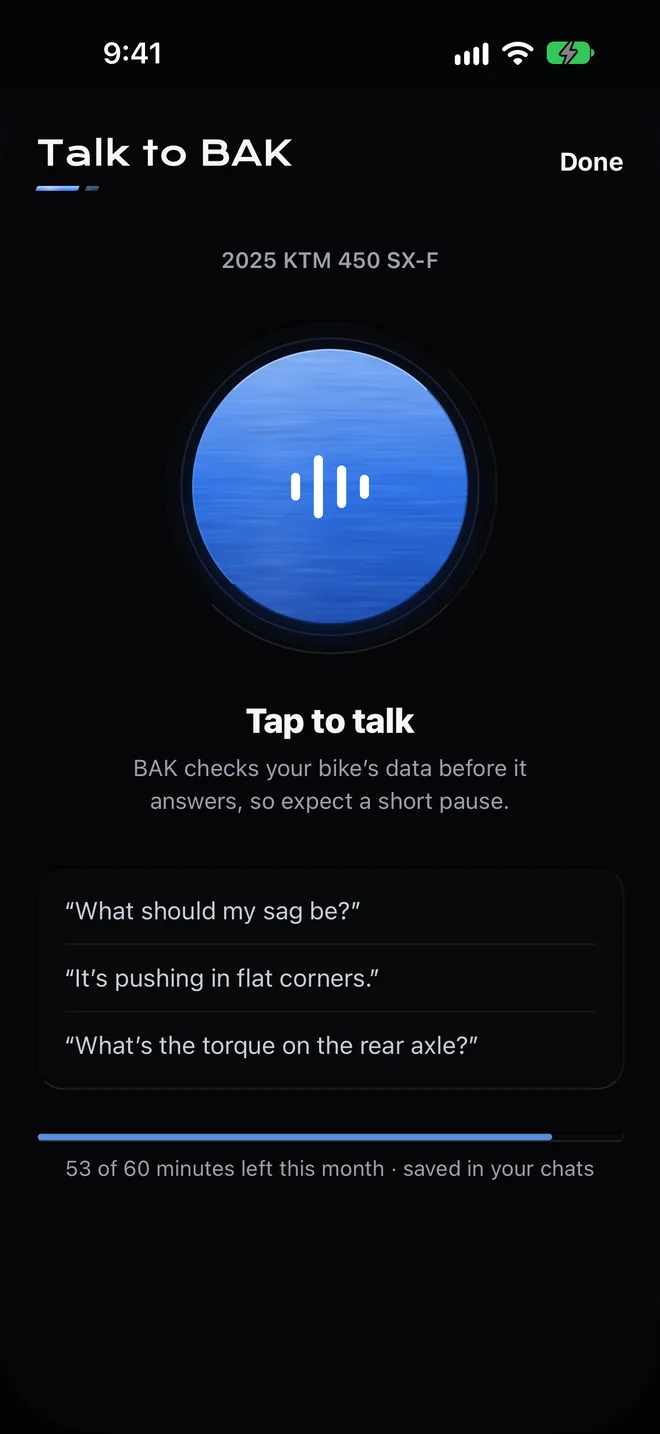 9:41
Talk to BAK
Done
2025 KTM 450 SX-F
Tap to talk
BAK checks your bike’s data before it
answers, so expect a short pause.
“What should my sag be?”
“It’s pushing in flat corners.”
“What’s the torque on the rear axle?”
53 of 60 minutes left this month · saved in your chats